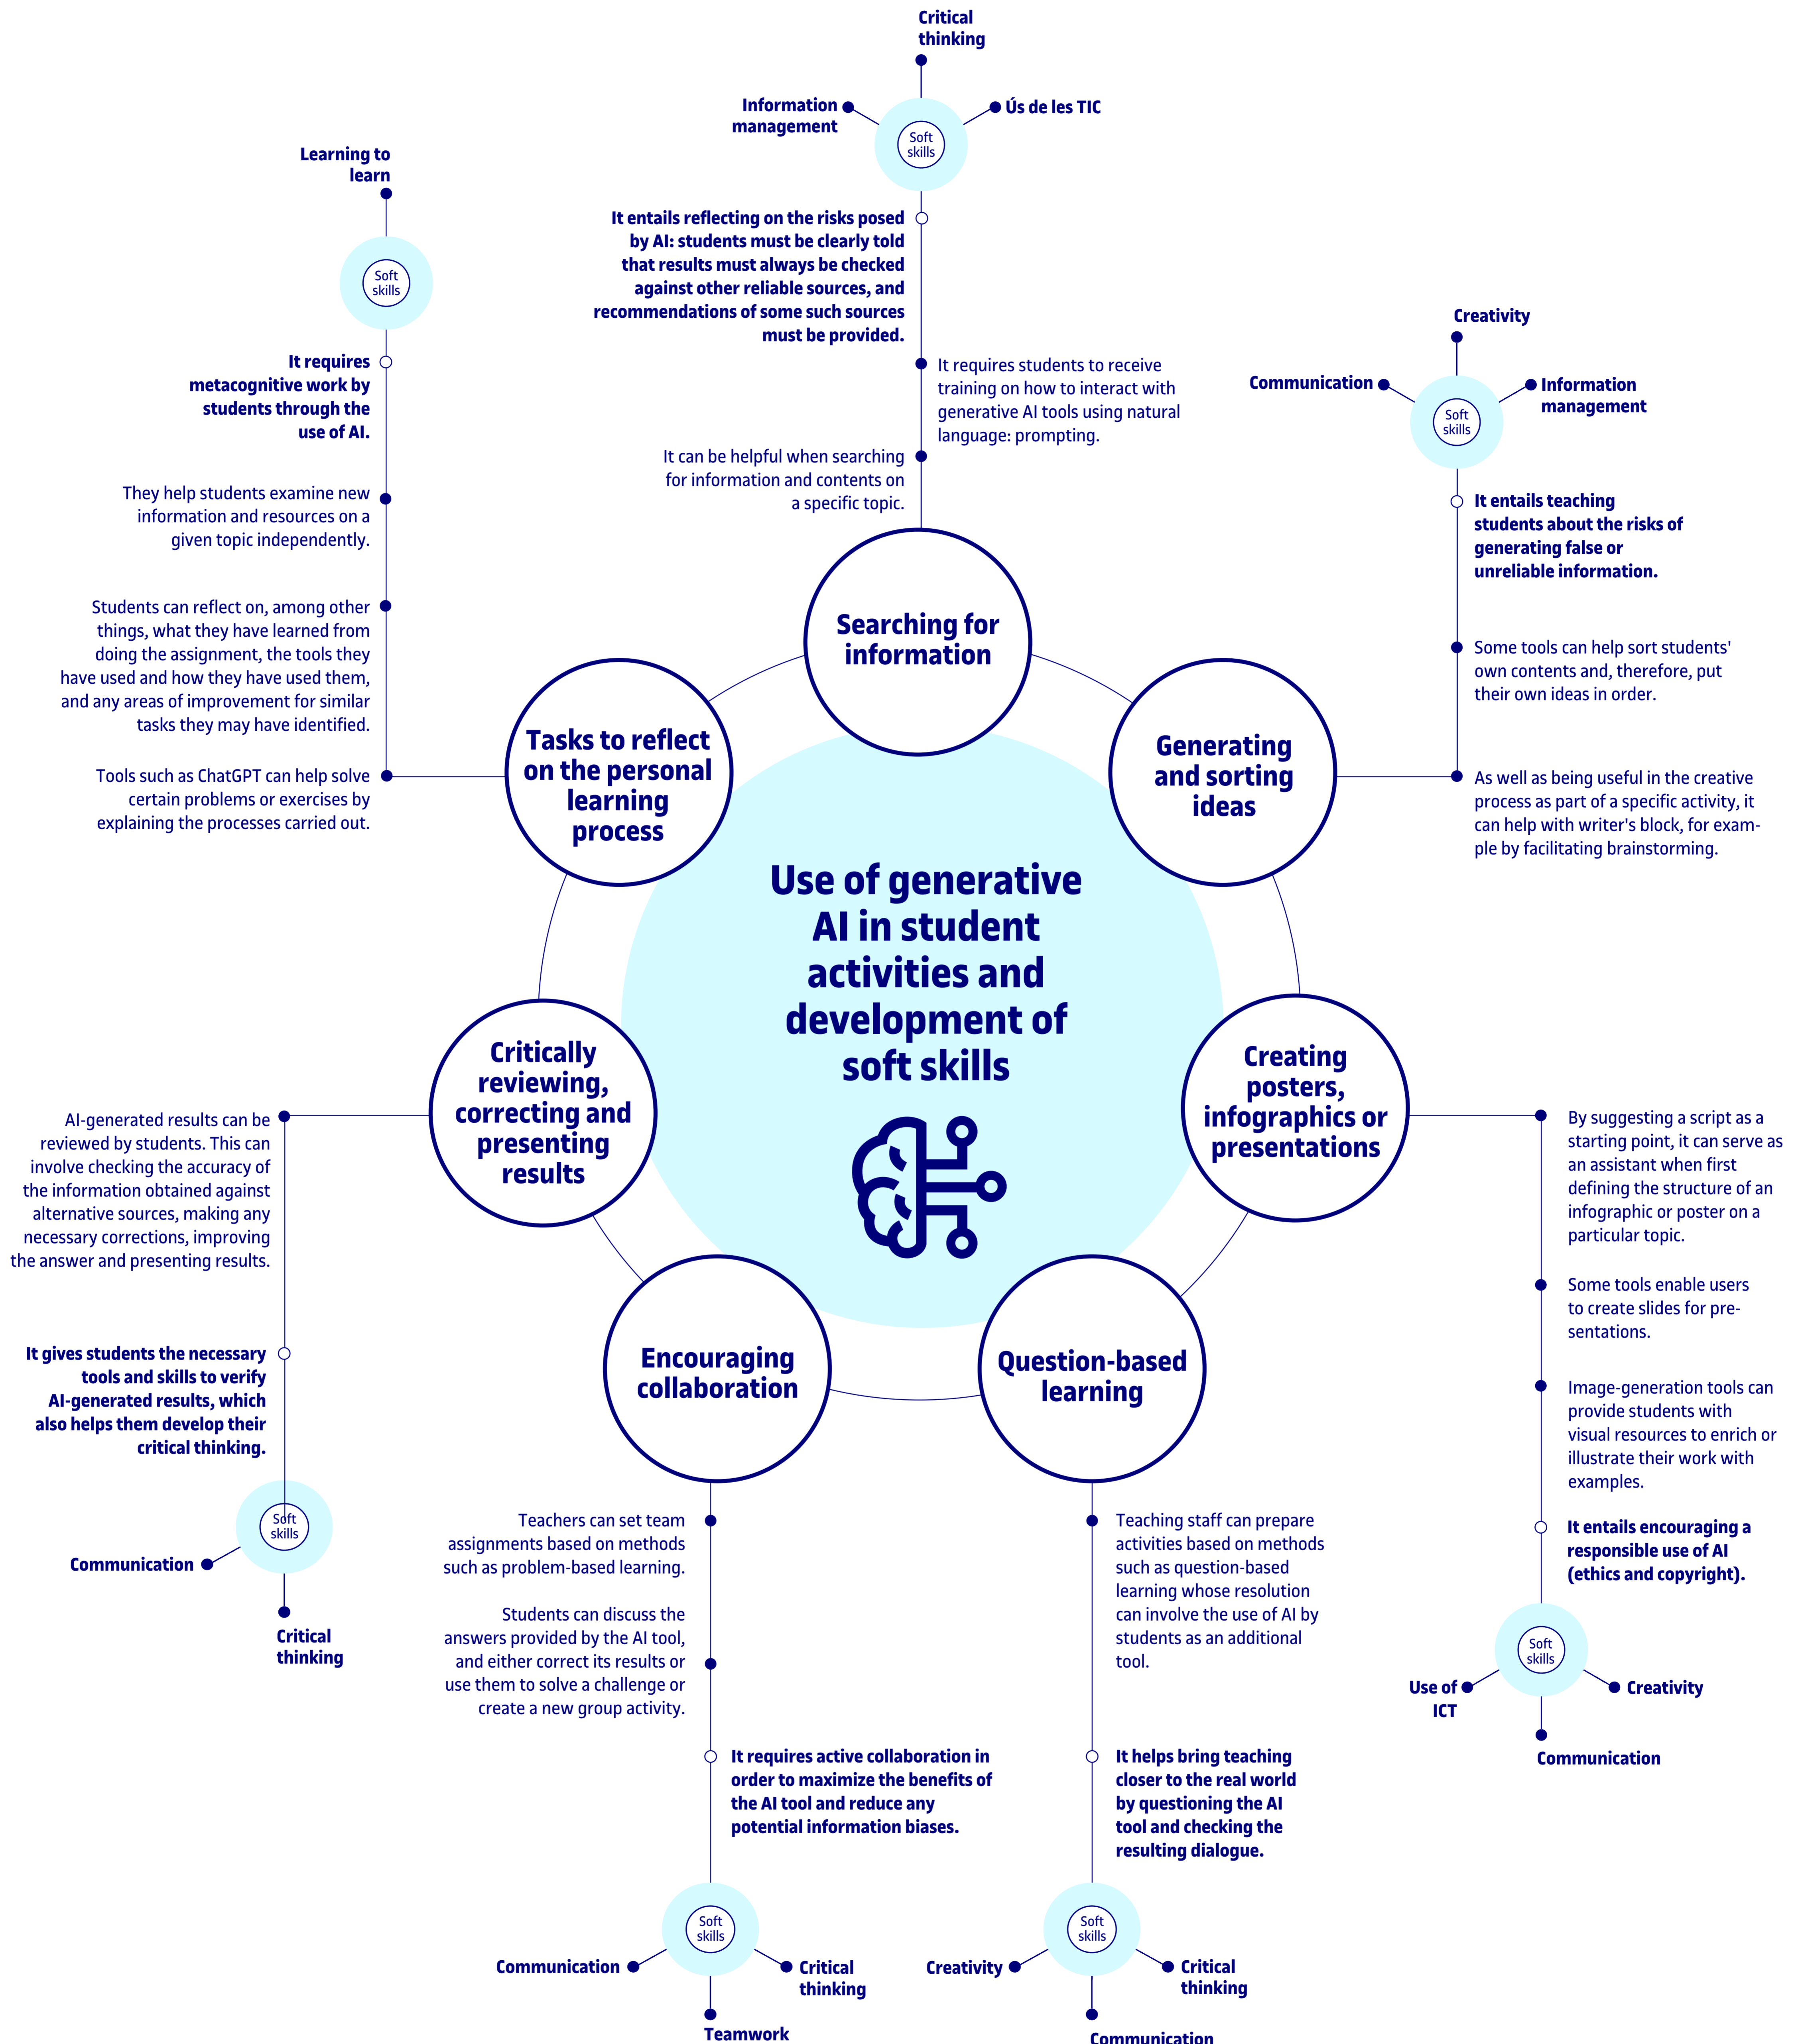 Use of generative
AI in student
activities and
development of
soft skills
Searching for
information
It can be helpful when searching
for information and contents on
a specific topic.
It requires students to receive
training on how to interact with
generative AI tools using natural
language: prompting.
It entails reflecting on the risks posed
by AI: students must be clearly told
that results must always be checked
against other reliable sources, and
recommendations of some such sources
must be provided.
Soft
skills
Information
management
Critical
thinking
Ús de les TIC
Generating
and sorting
ideas
As well as being useful in the creative
process as part of a specific activity, it
can help with writer's block, for exam-
ple by facilitating brainstorming.
Some tools can help sort students'
own contents and, therefore, put
their own ideas in order.
It entails teaching
students about the risks of
generating false or
unreliable information.
Soft
skills
Communication
Creativity
Information
management
Creating
posters,
infographics or
presentations
By suggesting a script as a
starting point, it can serve as
an assistant when first
defining the structure of an
infographic or poster on a
particular topic.
Some tools enable users
to create slides for pre-
sentations.
Image-generation tools can
provide students with
visual resources to enrich or
illustrate their work with
examples.
It entails encouraging a
responsible use of AI
(ethics and copyright).
Soft
skills
Use of
ICT
Communication
Creativity
Question-based
learning
Teaching staff can prepare
activities based on methods
such as question-based
learning whose resolution
can involve the use of AI by
students as an additional
tool.
It helps bring teaching
closer to the real world
by questioning the AI
tool and checking the
resulting dialogue.
Soft
skills
Creativity
Communication
Critical
thinking
Encouraging
collaboration
Teachers can set team
assignments based on methods
such as problem-based learning.
Students can discuss the
answers provided by the AI tool,
and either correct its results or
use them to solve a challenge or
create a new group activity.
It requires active collaboration in
order to maximize the benefits of
the AI tool and reduce any
potential information biases.
Soft
skills
Communication
Teamwork
Critical
thinking
Critically
reviewing,
correcting and
presenting
results
AI-generated results can be
reviewed by students. This can
involve checking the accuracy of
the information obtained against
alternative sources, making any
necessary corrections, improving
the answer and presenting results.
It gives students the necessary
tools and skills to verify
AI-generated results, which
also helps them develop their
critical thinking.
Soft
skills
Communication
Critical
thinking
Tasks to reflect
on the personal
learning
process
Tools such as ChatGPT can help solve
certain problems or exercises by
explaining the processes carried out.
Students can reflect on, among other
things, what they have learned from
doing the assignment, the tools they
have used and how they have used them,
and any areas of improvement for similar
tasks they may have identified.
They help students examine new
information and resources on a
given topic independently.
It requires
metacognitive work by
students through the
use of AI.
Soft
skills
Learning to
learn